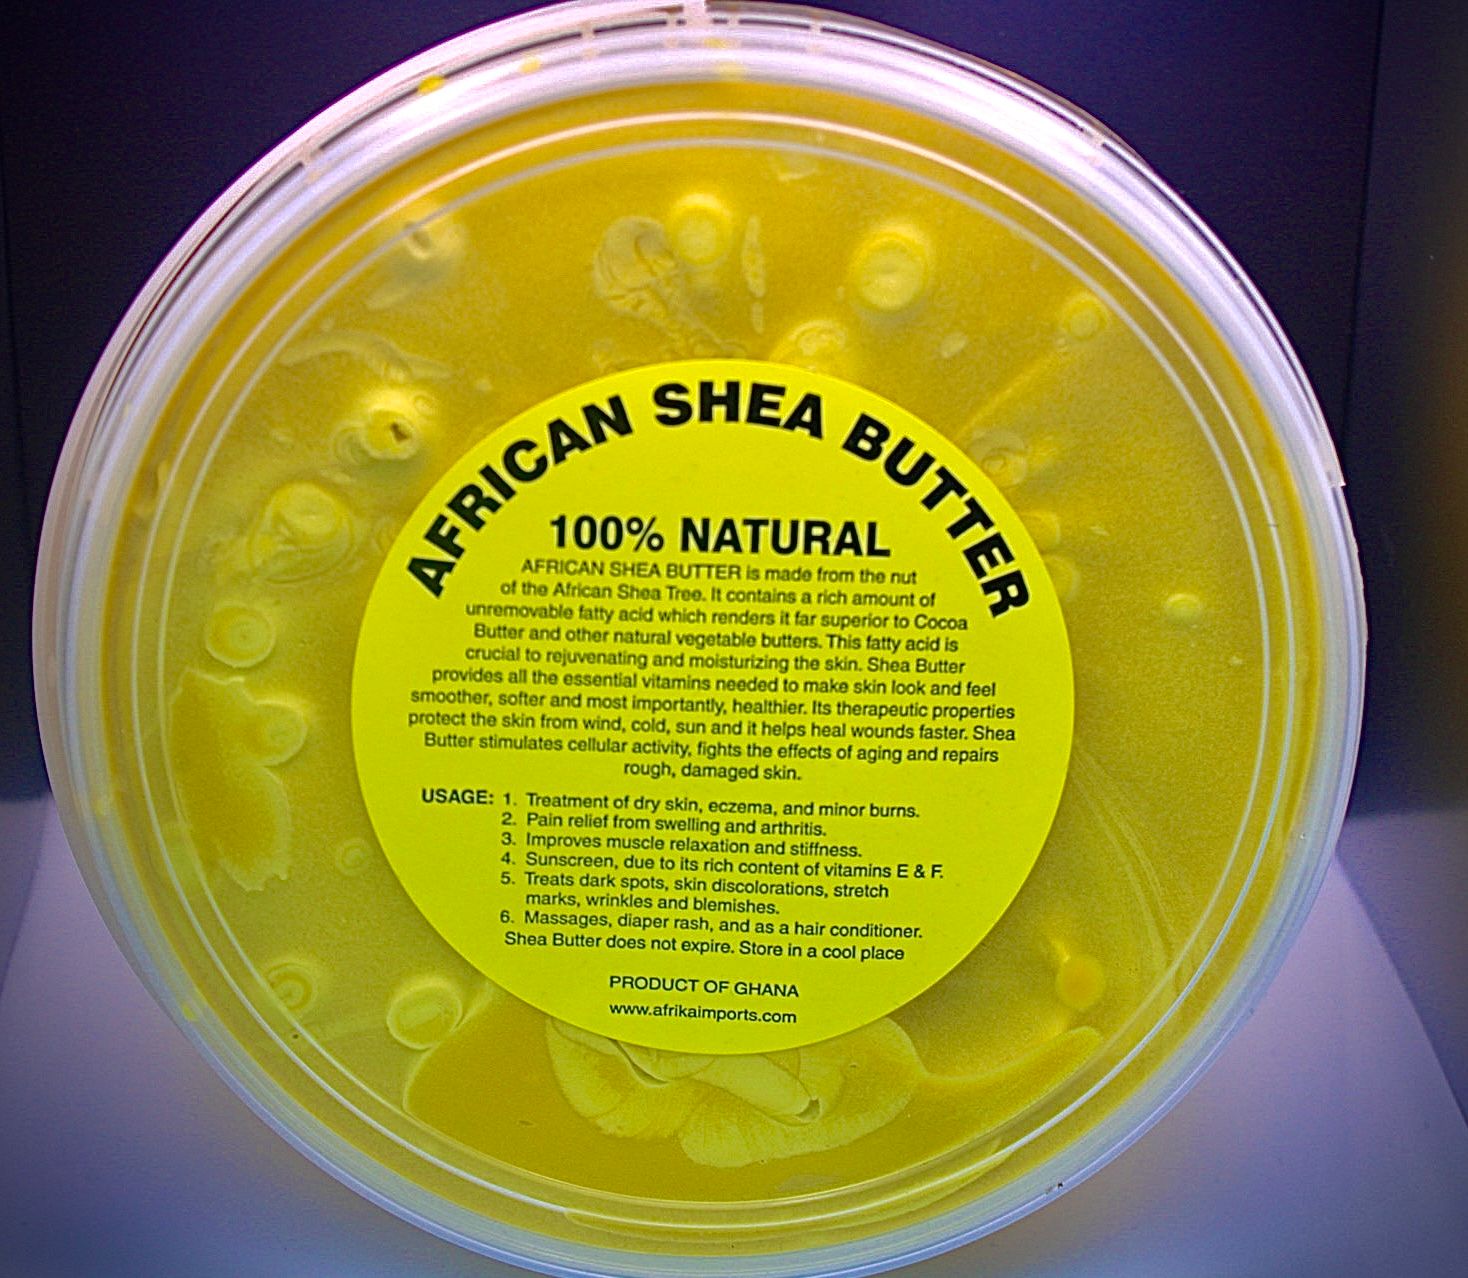 AFRICAN SHEA BUTTER
100% NATURAL
AFRICAN SHEA BUTTER is made from the nut
of the African Shea Tree. It contains a rich amount of
unremovable fatty acid which renders it far superior to Cocoa
Butter and other natural vegetable butters. This fatty acid is
crucial to rejuvenating and moisturizing the skin. Shea Butter
provides all the essential vitamins needed to make skin look and feel
smoother, softer and most importantly, healthier. Its therapeutic properties
protect the skin from wind, cold, sun and it helps heal wounds faster. Shea
Butter stimulates cellular activity, fights the effects of aging and repairs
rough, damaged skin.
USAGE: 1. Treatment of dry skin, eczema, and minor burns.
2. Pain relief from swelling and arthritis.
3. Improves muscle relaxation and stiffness.
4. Sunscreen, due to its rich content of vitamins E & F.
5. Treats dark spots, skin discolorations, stretch
marks, wrinkles and blemishes.
6. Massages, diaper rash, and as a hair conditioner.
Shea Butter does not expire. Store in a cool place
PRODUCT OF GHANA
www.afrikaimports.com